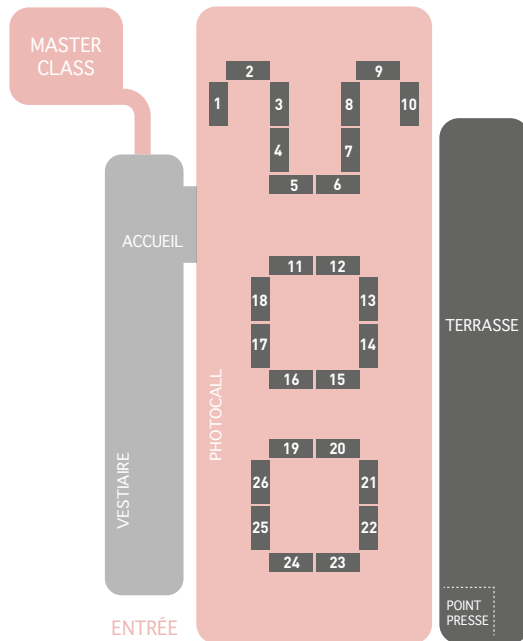 MASTER
CLASS
2
9
1
3
8
10
4
7
5
6
ACCUEIL
11
12
18
13
TERRASSE
17
14
PHOTOCALL
16
15
19
20
VESTIAIRE
26
21
25
22
24
23
POINT
PRESSE
ENTRÉE